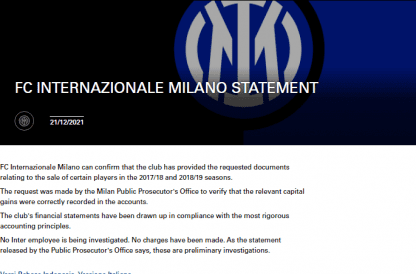 FC INTERNAZIONALE MILANO STATEMENT
21/12/2021
FC Internazionale Milano can confirm that the club has provided the requested documents
relating to the sale of certain players in the 2017/18 and 2018/19 seasons.
The request was made by the Milan Public Prosecutor's Office to verify that the relevant capital
gains were correctly recorded in the accounts.
The club's financial statements have been drawn up in compliance with the most rigorous
accounting principles.
No Inter employee is being investigated. No charges have been made. As the statement
released by the Public Prosecutor's Office says, these are preliminary investigations.